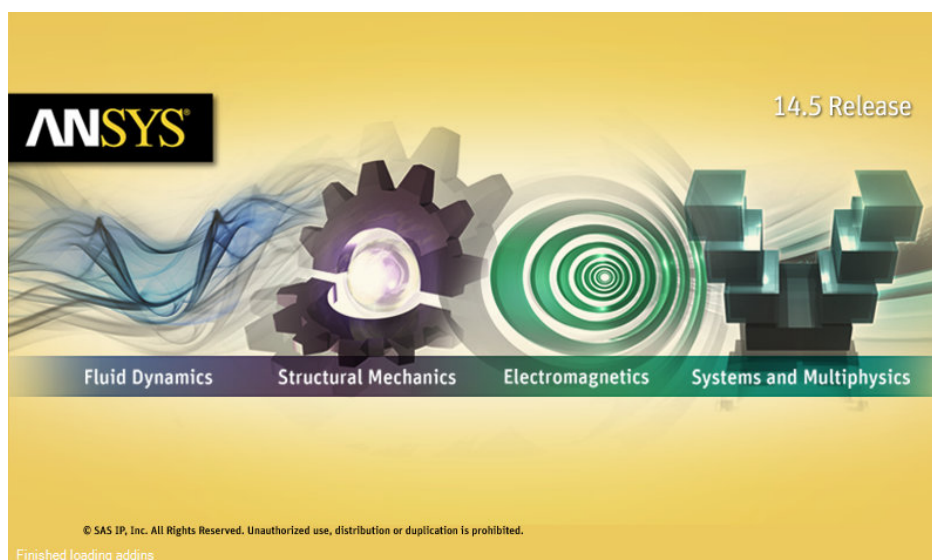 ANSYS®
14.5 Release
Fluid Dynamics Structural Mechanics Electromagnetics Systems and Multiphysics
© SAS IP, Inc. All Rights Reserved. Unauthorized use, distribution or duplication is prohibited.
Finished loading addins